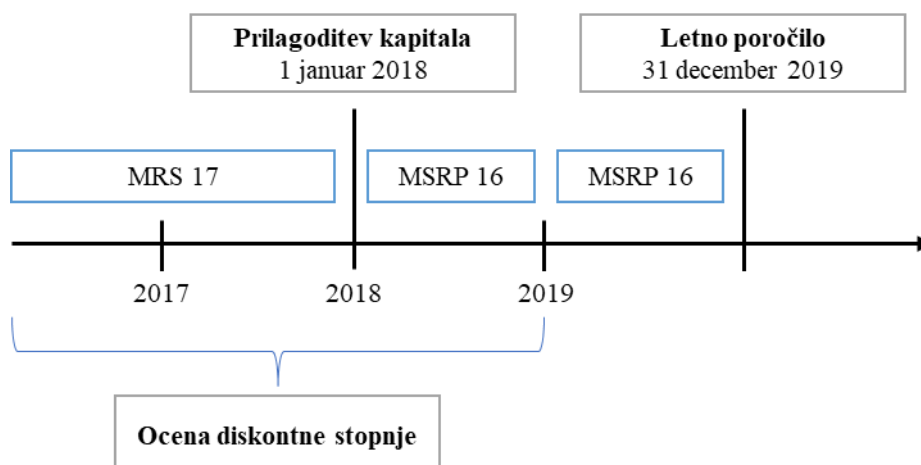 Prilagoditev kapitala
1 januar 2018
Letno poročilo
31 december 2019
MRS 17
MSRP 16
MSRP 16
2017
2018
2019
Ocena diskontne stopnje